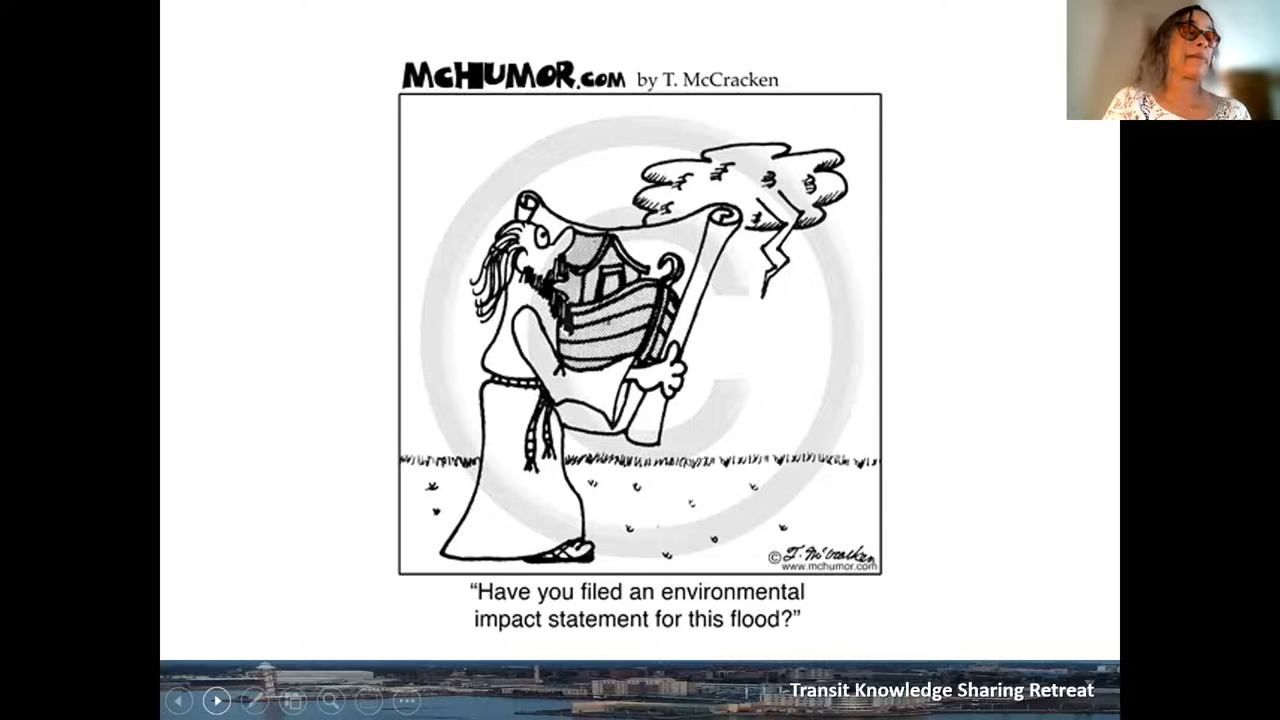 McHUMOR.COM by T. McCracken
© T. McCracken
www.mchumor.com
“Have you filed an environmental
impact statement for this flood?”
Transit Knowledge Sharing Retreat